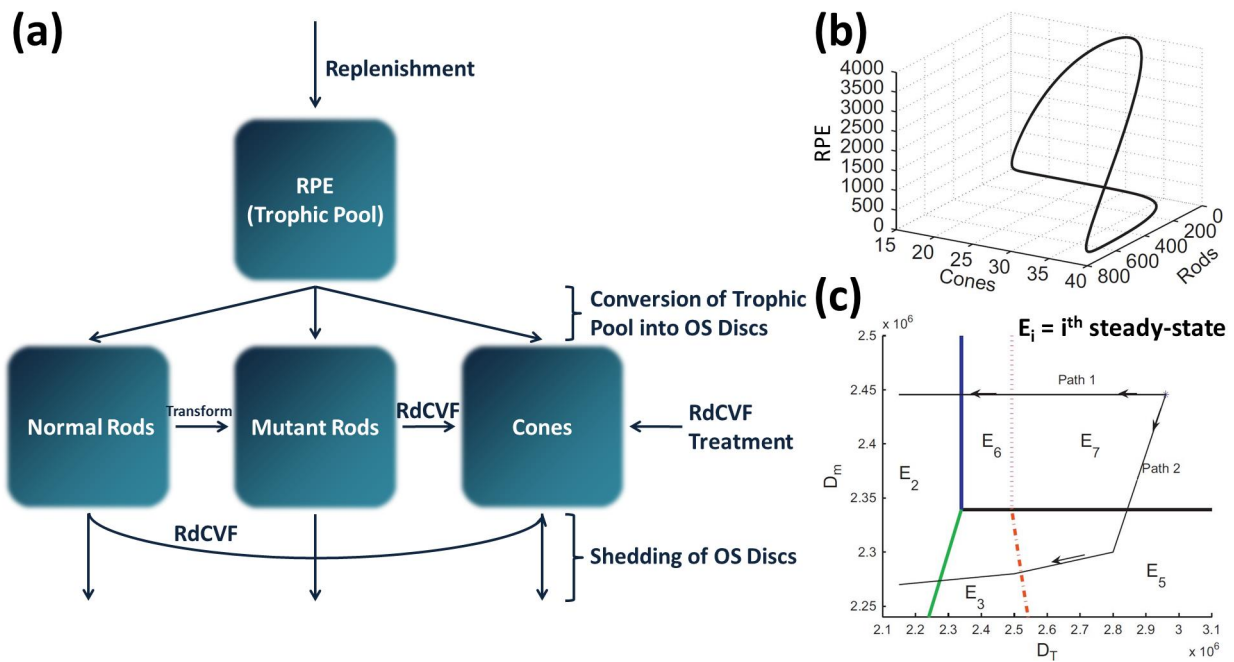 (a)
Replenishment
RPE
(Trophic Pool)
Conversion of Trophic
Pool into OS Discs
Normal Rods
Transform
Mutant Rods
RdCVF
Cones
RdCVF
Treatment
RdCVF
Shedding of OS Discs
(b)
4000
3500
3000
2500
2000
1500
1000
500
0
RPE
15
20
25
30
35
40
Cones
800
600
400
200
0
Rods
(c)
x 10⁶
E_i = i^th steady-state
2.5
2.45
2.4
2.35
2.3
2.25
D_m
Path 1
E_6
E_7
E_2
Path 2
E_5
E_3
2.1 2.2 2.3 2.4 2.5 2.6 2.7 2.8 2.9 3 3.1
D_T
x 10⁶